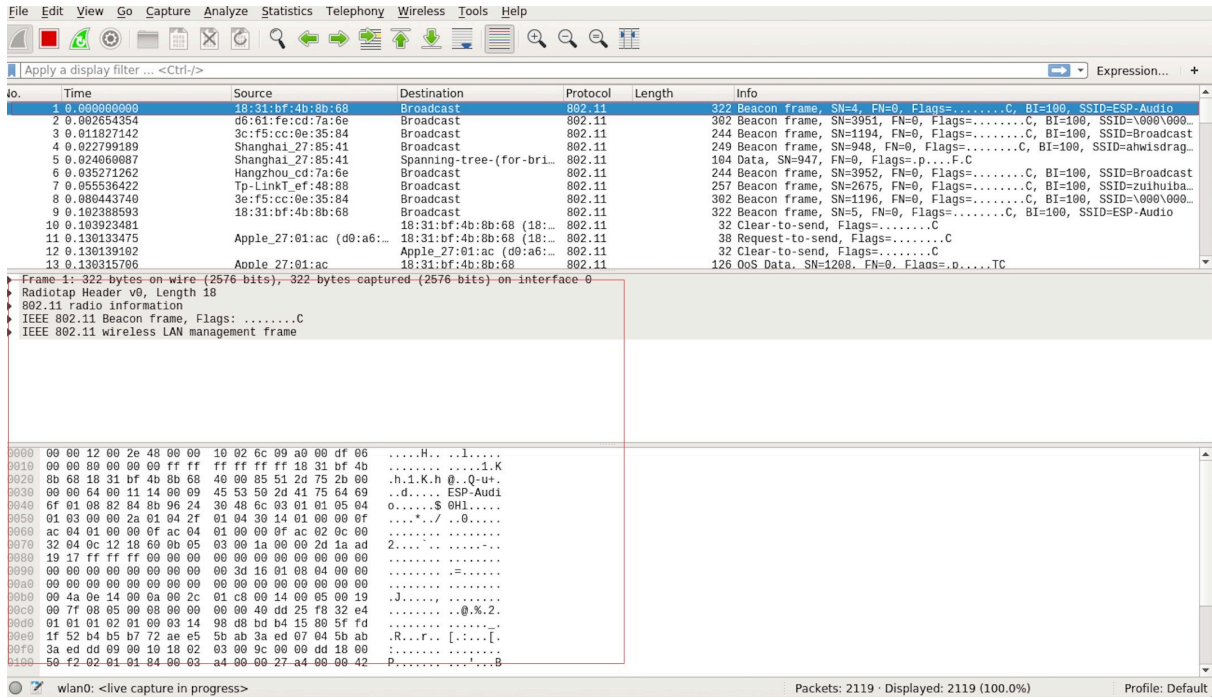 File Edit View Go Capture Analyze Statistics Telephony Wireless Tools Help
Apply a display filter ... <Ctrl-/> Expression... +
No. Time Source Destination Protocol Length Info
1 0.000000000 18:31:bf:4b:8b:68 Broadcast 802.11 322 Beacon frame, SN=4, FN=0, Flags=........C, BI=100, SSID=ESP-Audio
2 0.002654354 d6:61:fe:cd:7a:6e Broadcast 802.11 302 Beacon frame, SN=3951, FN=0, Flags=........C, BI=100, SSID=\000\000…
3 0.011827142 3c:f5:cc:0e:35:84 Broadcast 802.11 244 Beacon frame, SN=1194, FN=0, Flags=........C, BI=100, SSID=Broadcast
4 0.022799189 Shanghai_27:85:41 Broadcast 802.11 249 Beacon frame, SN=948, FN=0, Flags=........C, BI=100, SSID=ahwisdrag…
5 0.024060087 Shanghai_27:85:41 Spanning-tree-(for-bri… 802.11 104 Data, SN=947, FN=0, Flags=.p....F.C
6 0.035271262 Hangzhou_cd:7a:6e Broadcast 802.11 244 Beacon frame, SN=3952, FN=0, Flags=........C, BI=100, SSID=Broadcast
7 0.055536422 Tp-LinkT_ef:48:88 Broadcast 802.11 257 Beacon frame, SN=2675, FN=0, Flags=........C, BI=100, SSID=zuihuiba…
8 0.080443740 3e:f5:cc:0e:35:84 Broadcast 802.11 302 Beacon frame, SN=1196, FN=0, Flags=........C, BI=100, SSID=\000\000…
9 0.102388593 18:31:bf:4b:8b:68 Broadcast 802.11 322 Beacon frame, SN=5, FN=0, Flags=........C, BI=100, SSID=ESP-Audio
10 0.103923481 18:31:bf:4b:8b:68 (18:… 802.11 32 Clear-to-send, Flags=........C
11 0.130133475 Apple_27:01:ac (d0:a6:… 18:31:bf:4b:8b:68 (18:… 802.11 38 Request-to-send, Flags=........C
12 0.130139102 Apple_27:01:ac (d0:a6:… 802.11 32 Clear-to-send, Flags=........C
13 0.130315706 Apple_27:01:ac 18:31:bf:4b:8b:68 802.11 126 QoS Data, SN=1208, FN=0, Flags=.p.....TC
Frame 1: 322 bytes on wire (2576 bits), 322 bytes captured (2576 bits) on interface 0
Radiotap Header v0, Length 18
802.11 radio information
IEEE 802.11 Beacon frame, Flags: ........C
IEEE 802.11 wireless LAN management frame
0000 00 00 12 00 2e 48 00 00 10 02 6c 09 a0 00 df 06 .....H.. ..l.....
0010 00 00 80 00 00 00 ff ff ff ff ff ff 18 31 bf 4b ........ .....1.K
0020 8b 68 18 31 bf 4b 8b 68 40 00 85 51 2d 75 2b 00 .h.1.K.h @..Q-u+.
0030 00 00 64 00 11 14 00 09 45 53 50 2d 41 75 64 69 ..d..... ESP-Audi
0040 6f 01 08 82 84 8b 96 24 30 48 6c 03 01 01 05 04 o......$ 0Hl.....
0050 01 03 00 00 2a 01 04 2f 01 04 30 14 01 00 00 0f ....*../ ..0.....
0060 ac 04 01 00 00 0f ac 04 01 00 00 0f ac 02 0c 00 ........ ........
0070 32 04 0c 12 18 60 0b 05 03 00 1a 00 00 2d 1a ad 2....`.. .....-..
0080 19 17 ff ff ff 00 00 00 00 00 00 00 00 00 00 00 ........ ........
0090 00 00 00 00 00 00 00 00 00 3d 16 01 08 04 00 00 ........ .=......
00a0 00 00 00 00 00 00 00 00 00 00 00 00 00 00 00 00 ........ ........
00b0 00 4a 0e 14 00 0a 00 2c 01 c8 00 14 00 05 00 19 .J....., ........
00c0 00 7f 08 05 00 08 00 00 00 00 40 dd 25 f8 32 e4 ........ ..@.%.2.
00d0 01 01 01 02 01 00 03 14 98 d8 bd b4 15 80 5f fd ........ ......_.
00e0 1f 52 b4 b5 b7 72 ae e5 5b ab 3a ed 07 04 5b ab .R...r.. [.:...[.
00f0 3a ed dd 09 00 10 18 02 03 00 9c 00 00 dd 18 00 :....... ........
0100 50 f2 02 01 01 84 00 03 a4 00 00 27 a4 00 00 42 P....... ...'...B
wlan0: <live capture in progress> Packets: 2119 · Displayed: 2119 (100.0%) Profile: Default